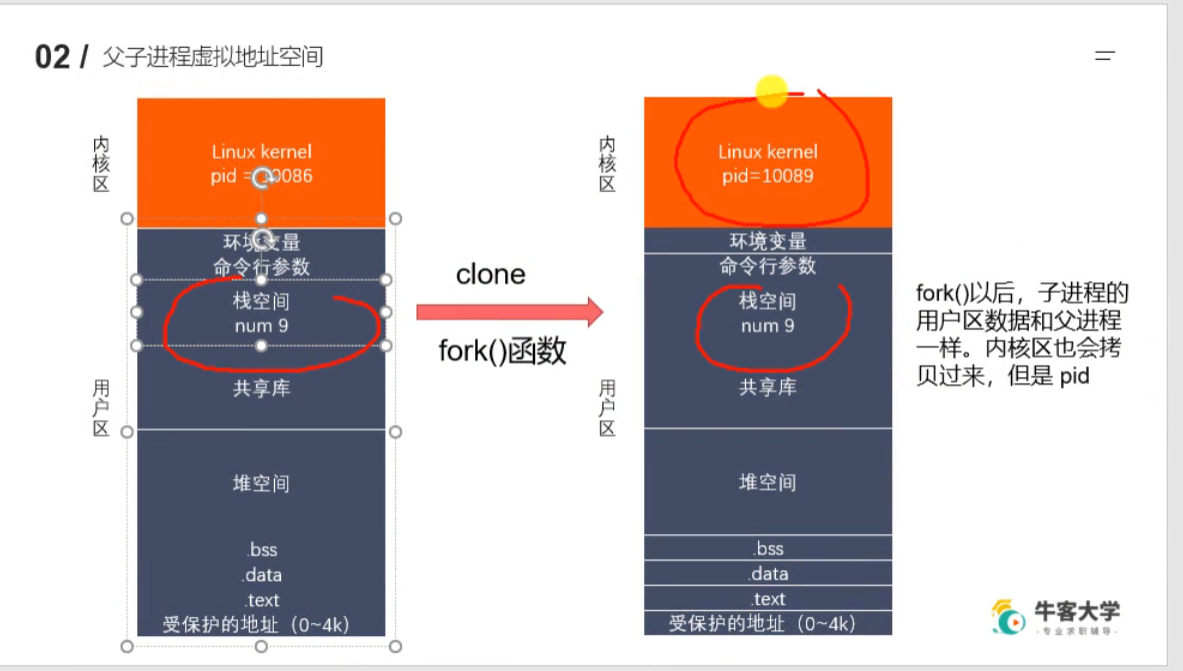 02 / 父子进程虚拟地址空间
内核区
Linux kernel
pid = 10086
用户区
环境变量
命令行参数
栈空间
num 9
共享库
堆空间
.bss
.data
.text
受保护的地址（0~4k）
clone
fork()函数
内核区
Linux kernel
pid=10089
用户区
环境变量
命令行参数
栈空间
num 9
共享库
堆空间
.bss
.data
.text
受保护的地址（0~4k）
fork()以后，子进程的
用户区数据和父进程
一样。内核区也会拷
贝过来，但是 pid
牛客大学
-专业求职辅导-